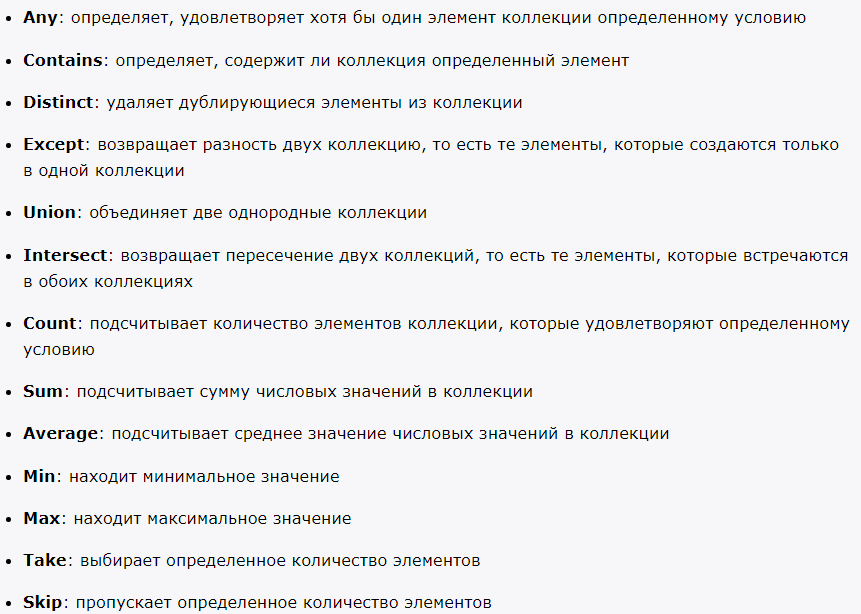 • Any: определяет, удовлетворяет хотя бы один элемент коллекции определенному условию
• Contains: определяет, содержит ли коллекция определенный элемент
• Distinct: удаляет дублирующиеся элементы из коллекции
• Except: возвращает разность двух коллекцию, то есть те элементы, которые создаются только
в одной коллекции
• Union: объединяет две однородные коллекции
• Intersect: возвращает пересечение двух коллекций, то есть те элементы, которые встречаются
в обоих коллекциях
• Count: подсчитывает количество элементов коллекции, которые удовлетворяют определенному
условию
• Sum: подсчитывает сумму числовых значений в коллекции
• Average: подсчитывает cреднее значение числовых значений в коллекции
• Min: находит минимальное значение
• Max: находит максимальное значение
• Take: выбирает определенное количество элементов
• Skip: пропускает определенное количество элементов